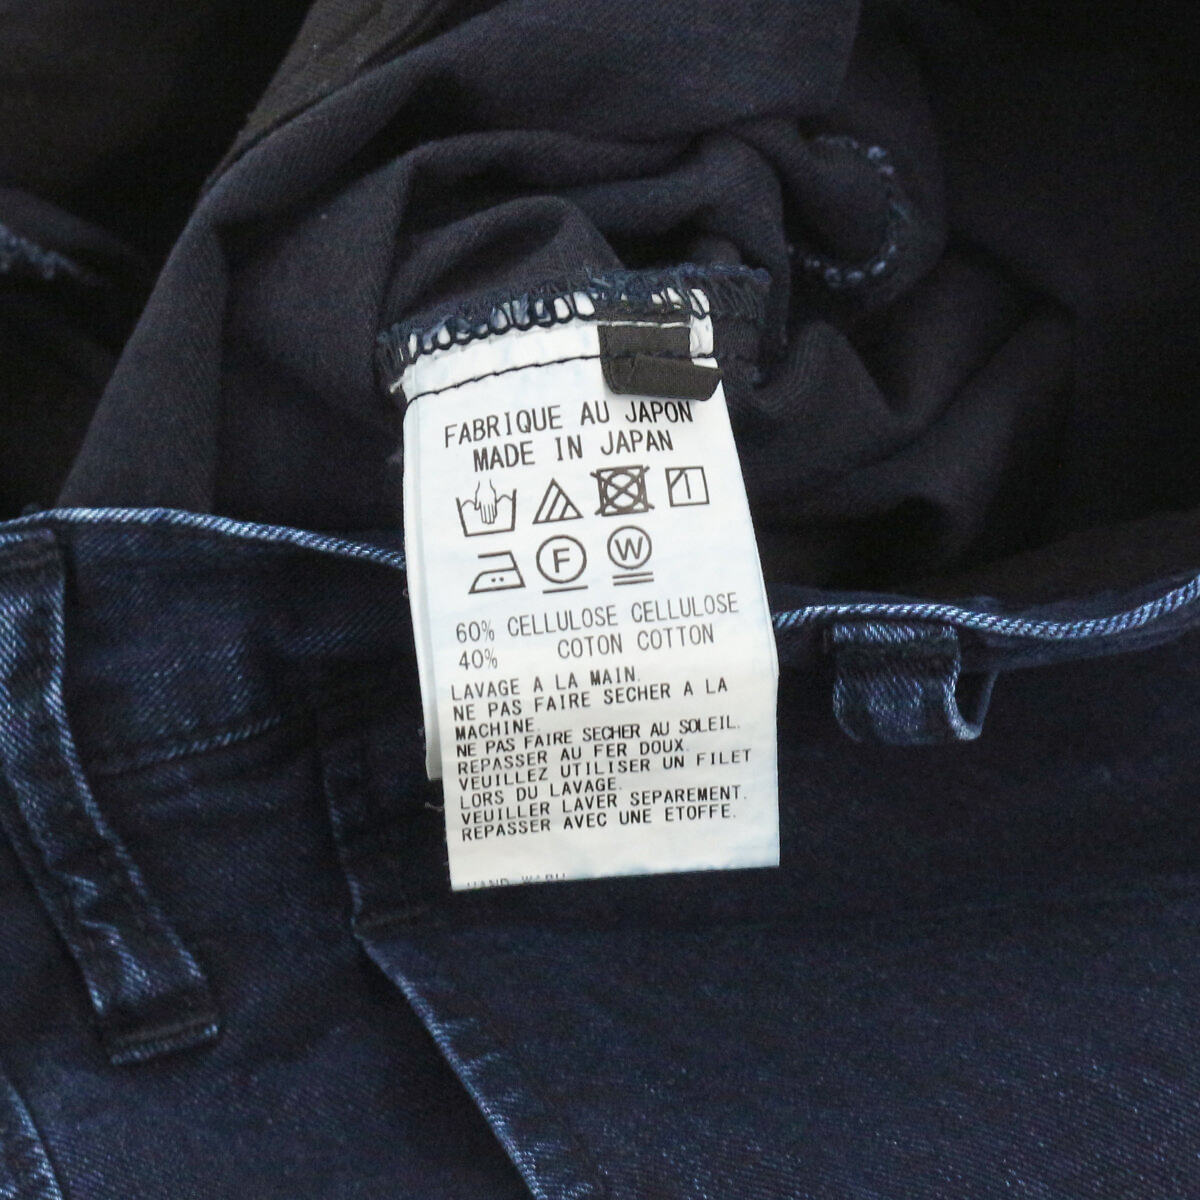 FABRIQUE AU JAPON
MADE IN JAPAN
F W
60% CELLULOSE CELLULOSE
40% COTON COTTON
LAVAGE A LA MAIN.
NE PAS FAIRE SECHER A LA
MACHINE.
NE PAS FAIRE SECHER AU SOLEIL.
REPASSER AU FER DOUX.
VEUILLEZ UTILISER UN FILET
LORS DU LAVAGE.
VEUILLER LAVER SEPAREMENT.
REPASSER AVEC UNE ETOFFE.